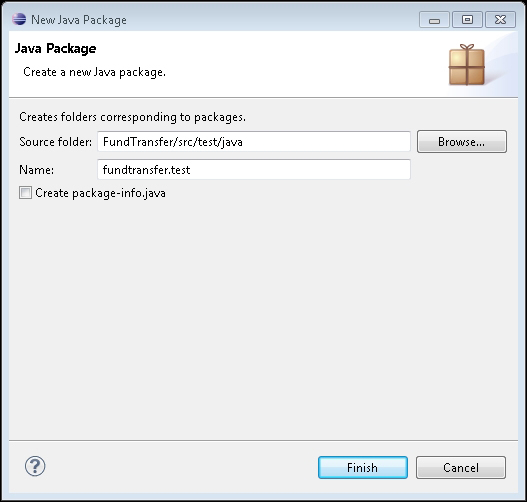 New Java Package
Java Package
Create a new Java package.
Creates folders corresponding to packages.
Source folder: FundTransfer/src/test/java Browse...
Name: fundtransfer.test
Create package-info.java
? Finish Cancel